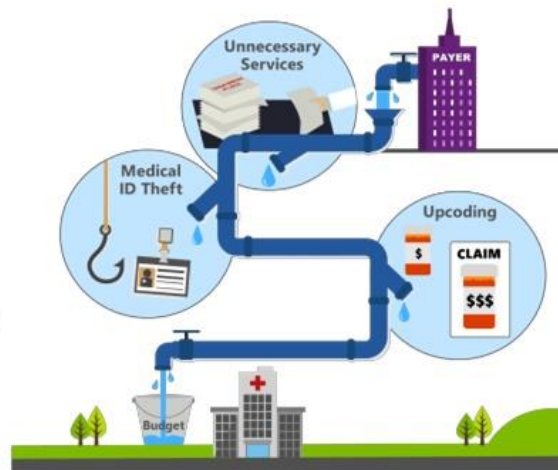 Unnecessary
Services
PAYER
Medical
ID Theft
Upcoding
$
CLAIM
$$$
Budget